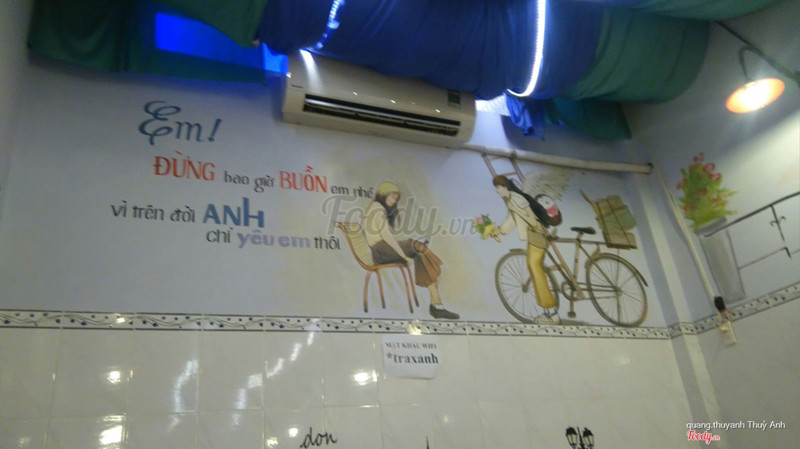 Em!
ĐỪNG bao giờ BUỒN em nhé
vì trên đời ANH
chỉ yêu em thôi
Foody.vn
MẬT KHẨU WIFI
*traxanh
don
quang.thuyanh Thuỳ Anh
Foody.vn